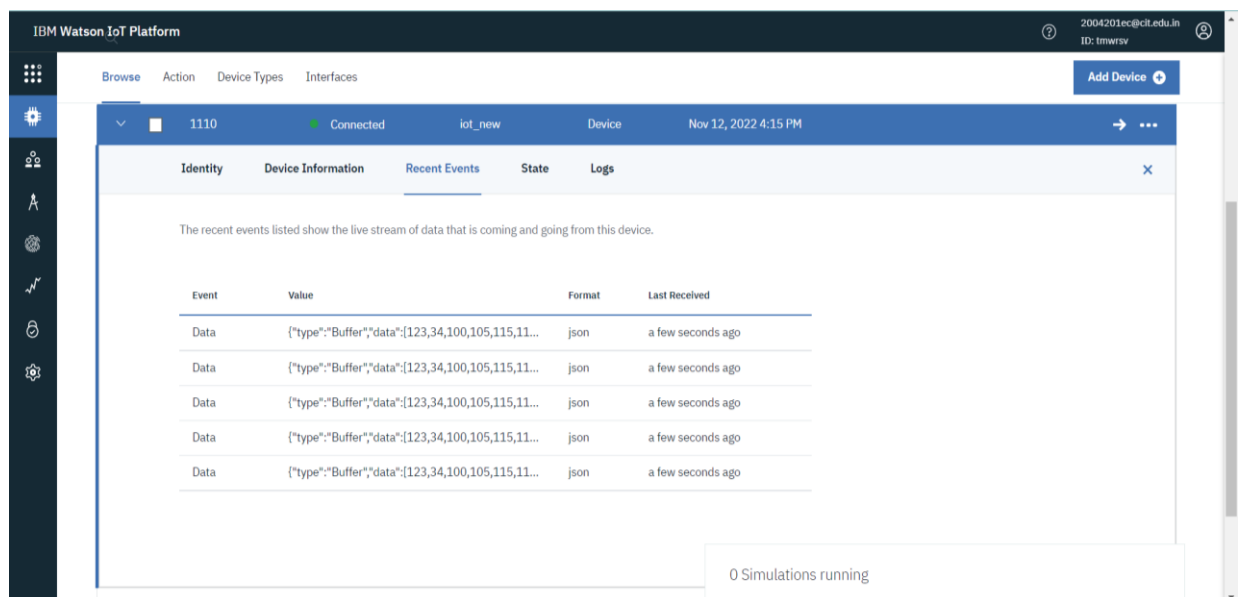 IBM Watson IoT Platform
2004201ec@cit.edu.in
ID: tmwrsv
Browse Action Device Types Interfaces
Add Device
1110 Connected iot_new Device Nov 12, 2022 4:15 PM
Identity Device Information Recent Events State Logs
The recent events listed show the live stream of data that is coming and going from this device.
Event Value Format Last Received
Data {"type":"Buffer","data":[123,34,100,105,115,11... json a few seconds ago
Data {"type":"Buffer","data":[123,34,100,105,115,11... json a few seconds ago
Data {"type":"Buffer","data":[123,34,100,105,115,11... json a few seconds ago
Data {"type":"Buffer","data":[123,34,100,105,115,11... json a few seconds ago
Data {"type":"Buffer","data":[123,34,100,105,115,11... json a few seconds ago
0 Simulations running